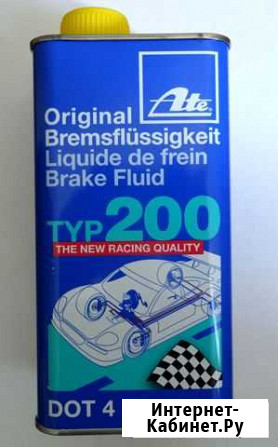 Ate
Original
Bremsflüssigkeit
Liquide de frein
Brake Fluid
TYP 200
THE NEW RACING QUALITY
DOT 4
Интернет-
Кабинет.Ру